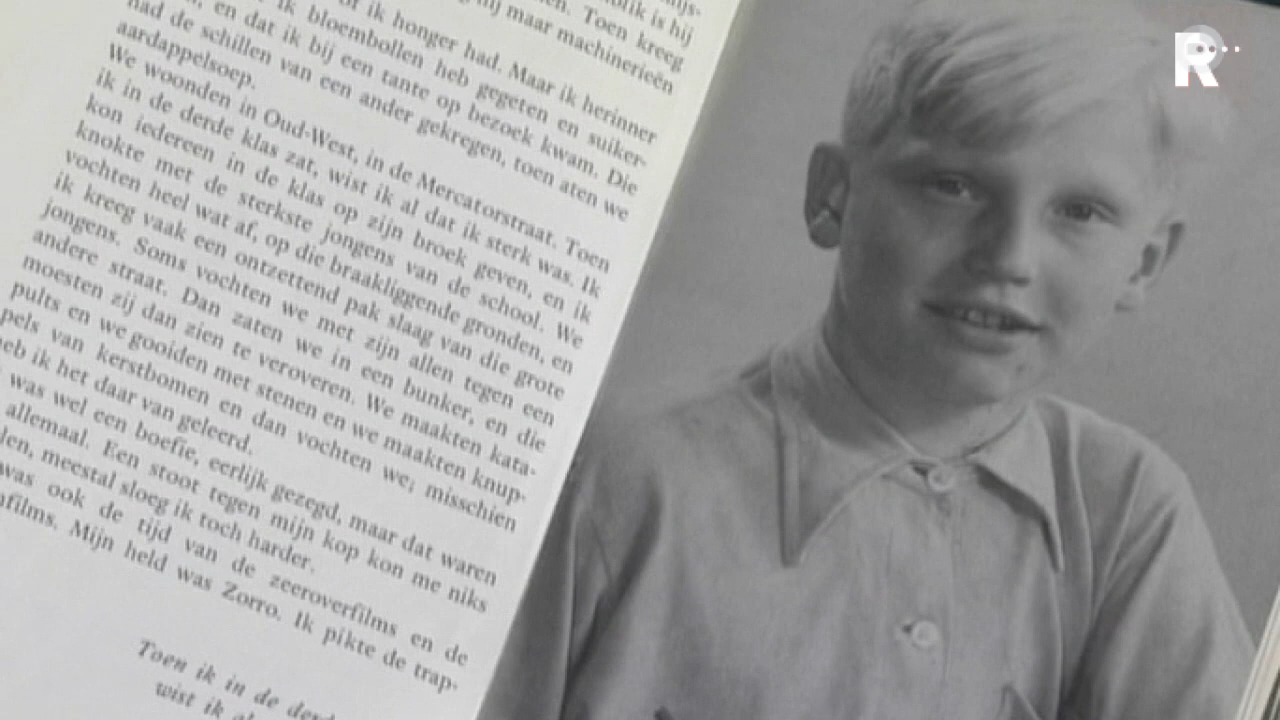 holik is hij
hij maar machinerieën
en. Toen kreeg
of ik honger had. Maar ik herinner
ik bloembollen heb gegeten en suiker-
en dat ik bij een tante op bezoek kwam. Die
had de schillen van een ander gekregen, toen aten we
aardappelsoep.
We woonden in Oud-West, in de Mercatorstraat. Toen
ik in de derde klas zat, wist ik al dat ik sterk was. Ik
kon iedereen in de klas op zijn broek geven, en ik
knokte met de sterkste jongens van de school. We
vochten heel wat af, op die braakliggende gronden, en
ik kreeg vaak een ontzettend pak slaag van die grote
jongens. Soms vochten we met zijn allen tegen een
andere straat. Dan zaten we in een bunker, en die
moesten zij dan zien te veroveren. We maakten kata-
pults en we gooiden met stenen en we maakten knup-
pels van kerstbomen en dan vochten we; misschien
heb ik het daar van geleerd.
was wel een boefie, eerlijk gezegd, maar dat waren
allemaal. Een stoot tegen mijn kop kon me niks
meestal sloeg ik toch harder.
was ook de tijd van de zeeroverfilms en de
films. Mijn held was Zorro. Ik pikte de trap-
Toen ik in de derd
wist ik al
R